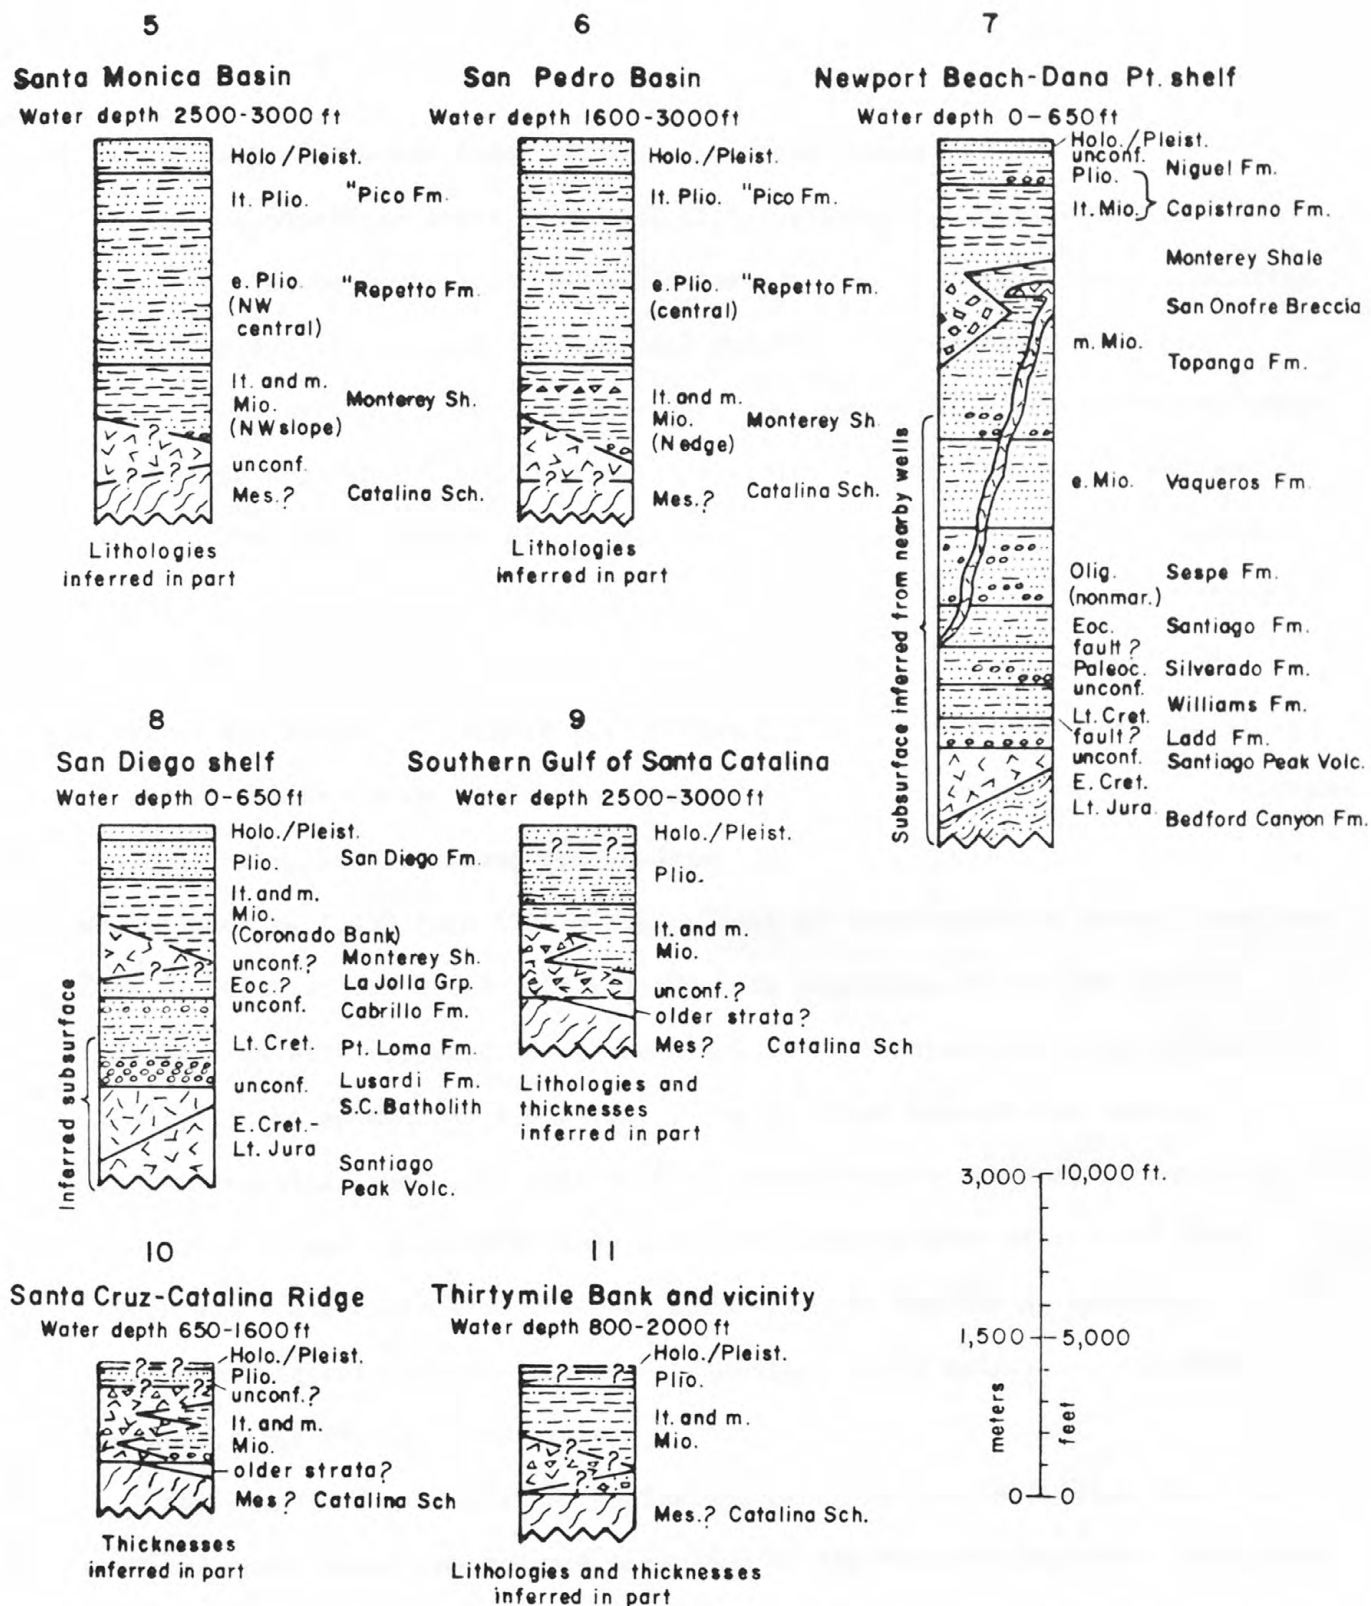 5
Santa Monica Basin
Water depth 2500-3000 ft
Holo./Pleist.
lt. Plio. "Pico Fm.
e. Plio. "Repetto Fm.
(NW
central)
lt. and m.
Mio. Monterey Sh.
(NW slope)
?
unconf.
? ?
Mes.? Catalina Sch.
Lithologies
inferred in part
6
San Pedro Basin
Water depth 1600-3000ft
Holo./Pleist.
lt. Plio. "Pico Fm.
e. Plio. "Repetto Fm.
(central)
lt. and m.
Mio. Monterey Sh
(N edge)
?
? ?
Mes.? Catalina Sch.
Lithologies
inferred in part
7
Newport Beach-Dana Pt. shelf
Water depth 0-650ft
Holo./Pleist.
unconf.
Plio. Niguel Fm.
lt. Mio. Capistrano Fm.
Monterey Shale
San Onofre Breccia
m. Mio.
Topanga Fm.
e. Mio. Vaqueros Fm.
Olig. Sespe Fm.
(nonmar.)
Eoc. Santiago Fm.
fault?
Paleoc. Silverado Fm.
unconf.
Williams Fm.
Lt. Cret.
fault? Ladd Fm.
unconf. Santiago Peak Volc.
E. Cret.
Lt. Jura. Bedford Canyon Fm.
Subsurface inferred from nearby wells
8
San Diego shelf
Water depth 0-650ft
Holo./Pleist.
Plio. San Diego Fm.
lt. and m.
Mio.
(Coronado Bank)
?
unconf.? Monterey Sh.
?
Eoc.? La Jolla Grp.
unconf. Cabrillo Fm.
Lt. Cret. Pt. Loma Fm.
unconf. Lusardi Fm.
S.C. Batholith
E. Cret.-
Lt. Jura
Santiago
Peak Volc.
Inferred subsurface
9
Southern Gulf of Santa Catalina
Water depth 2500-3000ft
Holo./Pleist.
? ?
Plio.
lt. and m.
Mio.
unconf.?
older strata?
Mes? Catalina Sch
Lithologies and
thicknesses
inferred in part
3,000 10,000 ft.
1,500 5,000
meters
feet
0 0
10
Santa Cruz-Catalina Ridge
Water depth 650-1600ft
Holo./Pleist.
? ?
Plio.
? ?
unconf.?
lt. and m.
Mio.
older strata?
Mes? Catalina Sch
Thicknesses
inferred in part
11
Thirtymile Bank and vicinity
Water depth 800-2000ft
Holo./Pleist.
?
Plio.
lt. and m.
Mio.
? ?
?
Mes.? Catalina Sch.
Lithologies and thicknesses
inferred in part